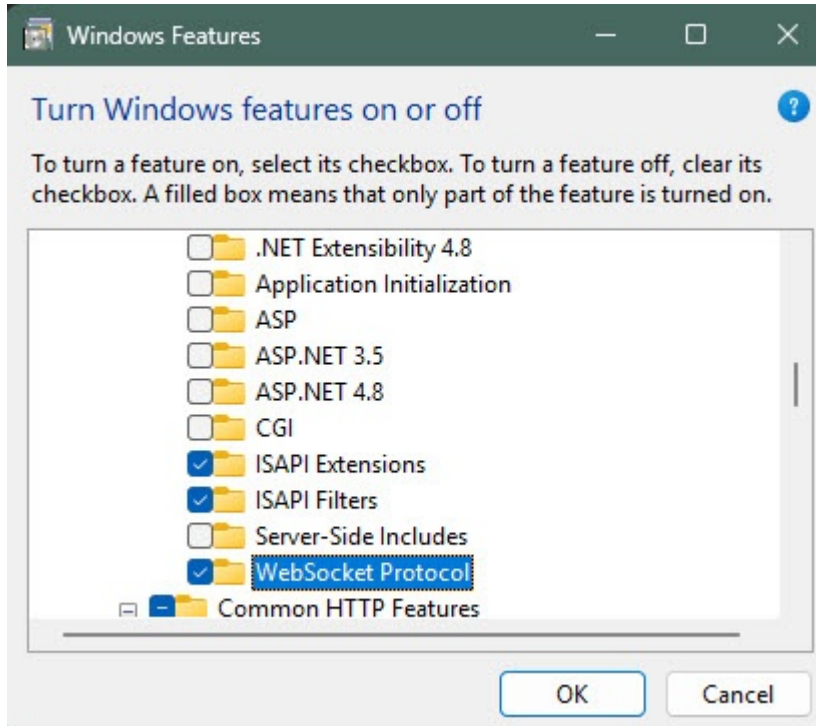 Windows Features
Turn Windows features on or off
?
To turn a feature on, select its checkbox. To turn a feature off, clear its
checkbox. A filled box means that only part of the feature is turned on.
.NET Extensibility 4.8
Application Initialization
ASP
ASP.NET 3.5
ASP.NET 4.8
CGI
ISAPI Extensions
ISAPI Filters
Server-Side Includes
WebSocket Protocol
Common HTTP Features
OK Cancel